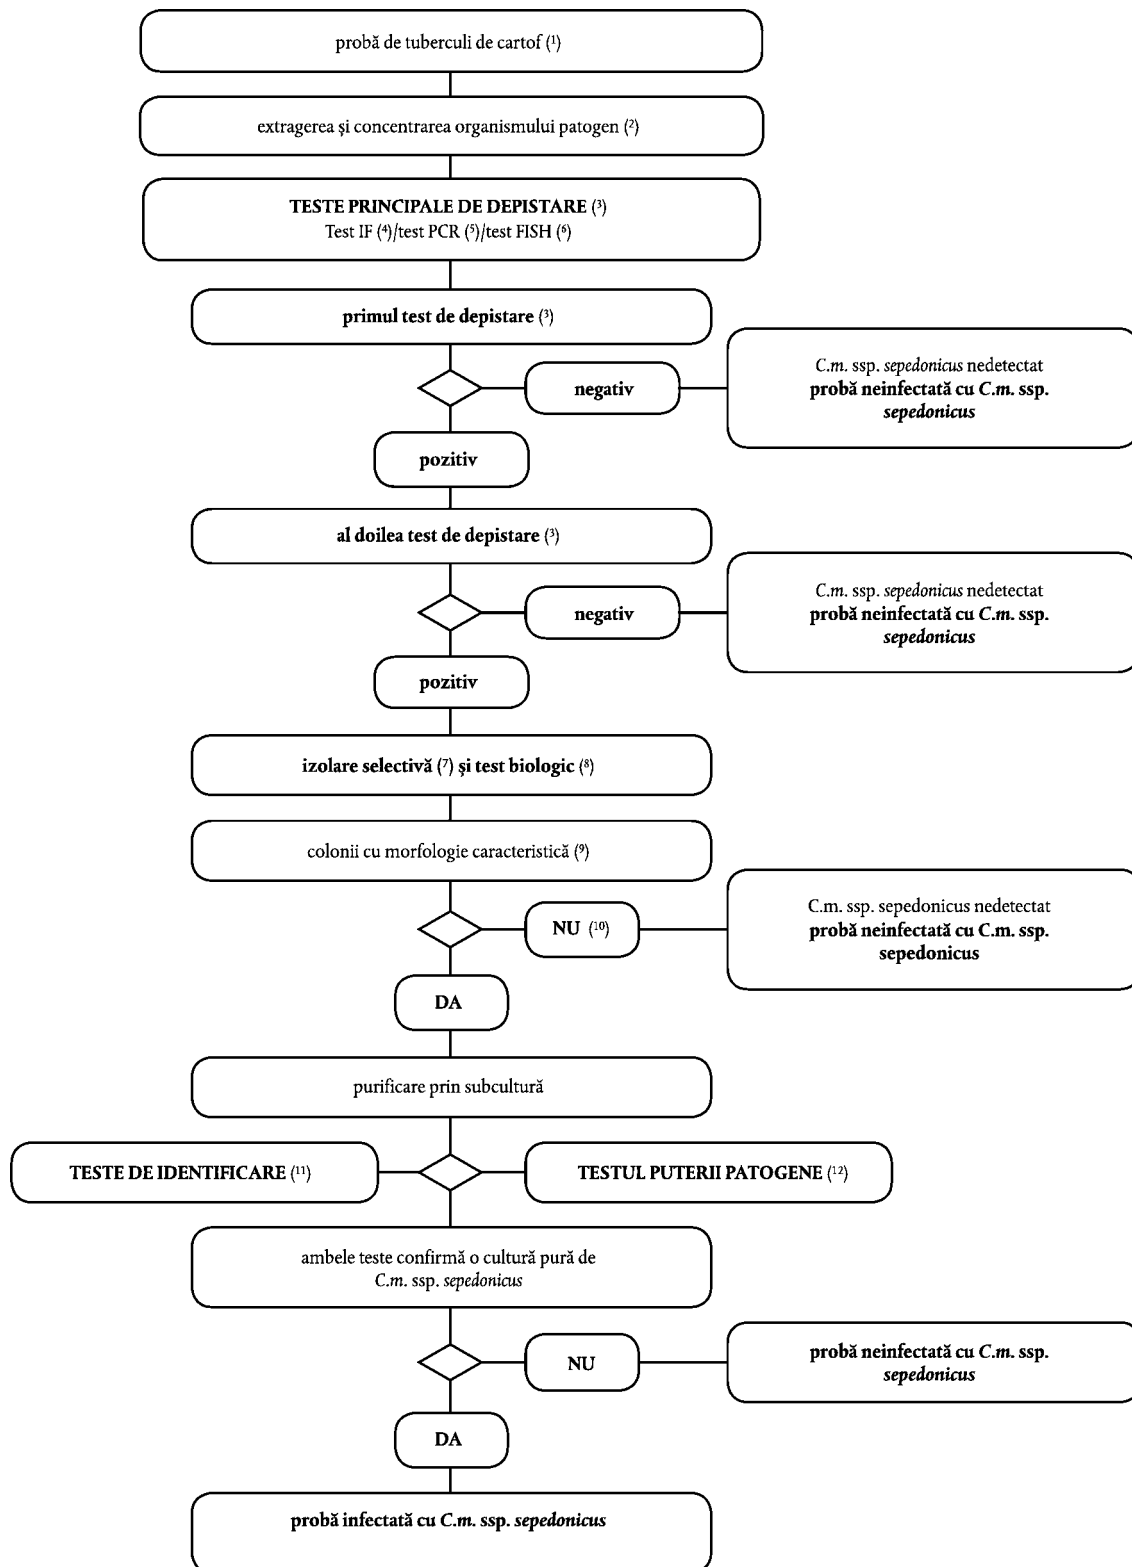 probă de tuberculi de cartof (¹)
extragerea și concentrarea organismului patogen (²)
TESTE PRINCIPALE DE DEPISTARE (³)
Test IF (⁴)/test PCR (⁵)/test FISH (⁶)
primul test de depistare (³)
negativ
C.m. ssp. sepedonicus nedetectat
probă neinfectată cu C.m. ssp.
sepedonicus
pozitiv
al doilea test de depistare (³)
negativ
C.m. ssp. sepedonicus nedetectat
probă neinfectată cu C.m. ssp.
sepedonicus
pozitiv
izolare selectivă (⁷) și test biologic (⁸)
colonii cu morfologie caracteristică (⁹)
NU (¹⁰)
C.m. ssp. sepedonicus nedetectat
probă neinfectată cu C.m. ssp.
sepedonicus
DA
purificare prin subcultură
TESTE DE IDENTIFICARE (¹¹)
TESTUL PUTERII PATOGENE (¹²)
ambele teste confirmă o cultură pură de
C.m. ssp. sepedonicus
NU
probă neinfectată cu C.m. ssp.
sepedonicus
DA
probă infectată cu C.m. ssp. sepedonicus